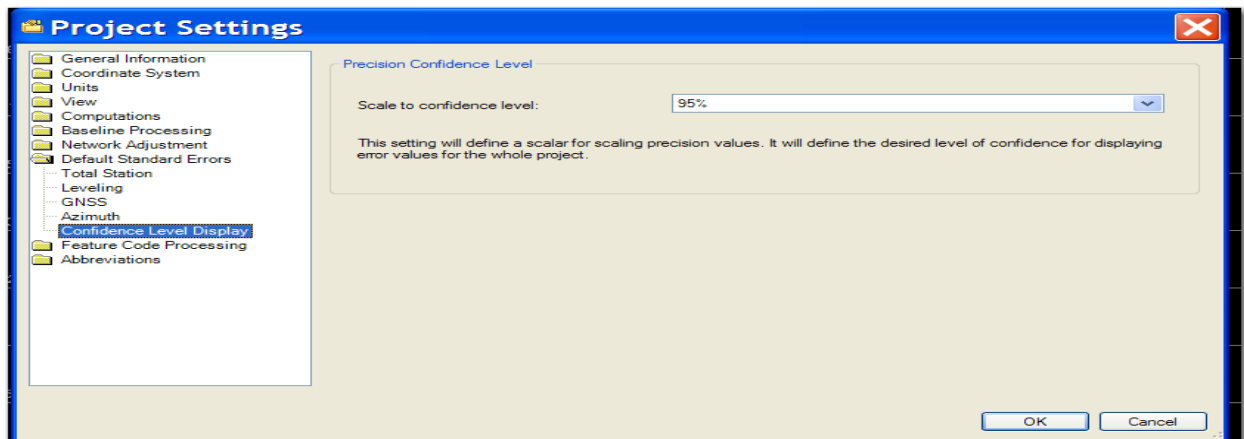 Project Settings
General Information
Coordinate System
Units
View
Computations
Baseline Processing
Network Adjustment
Default Standard Errors
Total Station
Leveling
GNSS
Azimuth
Confidence Level Display
Feature Code Processing
Abbreviations
Precision Confidence Level
Scale to confidence level:
95%
This setting will define a scalar for scaling precision values. It will define the desired level of confidence for displaying
error values for the whole project.
OK
Cancel